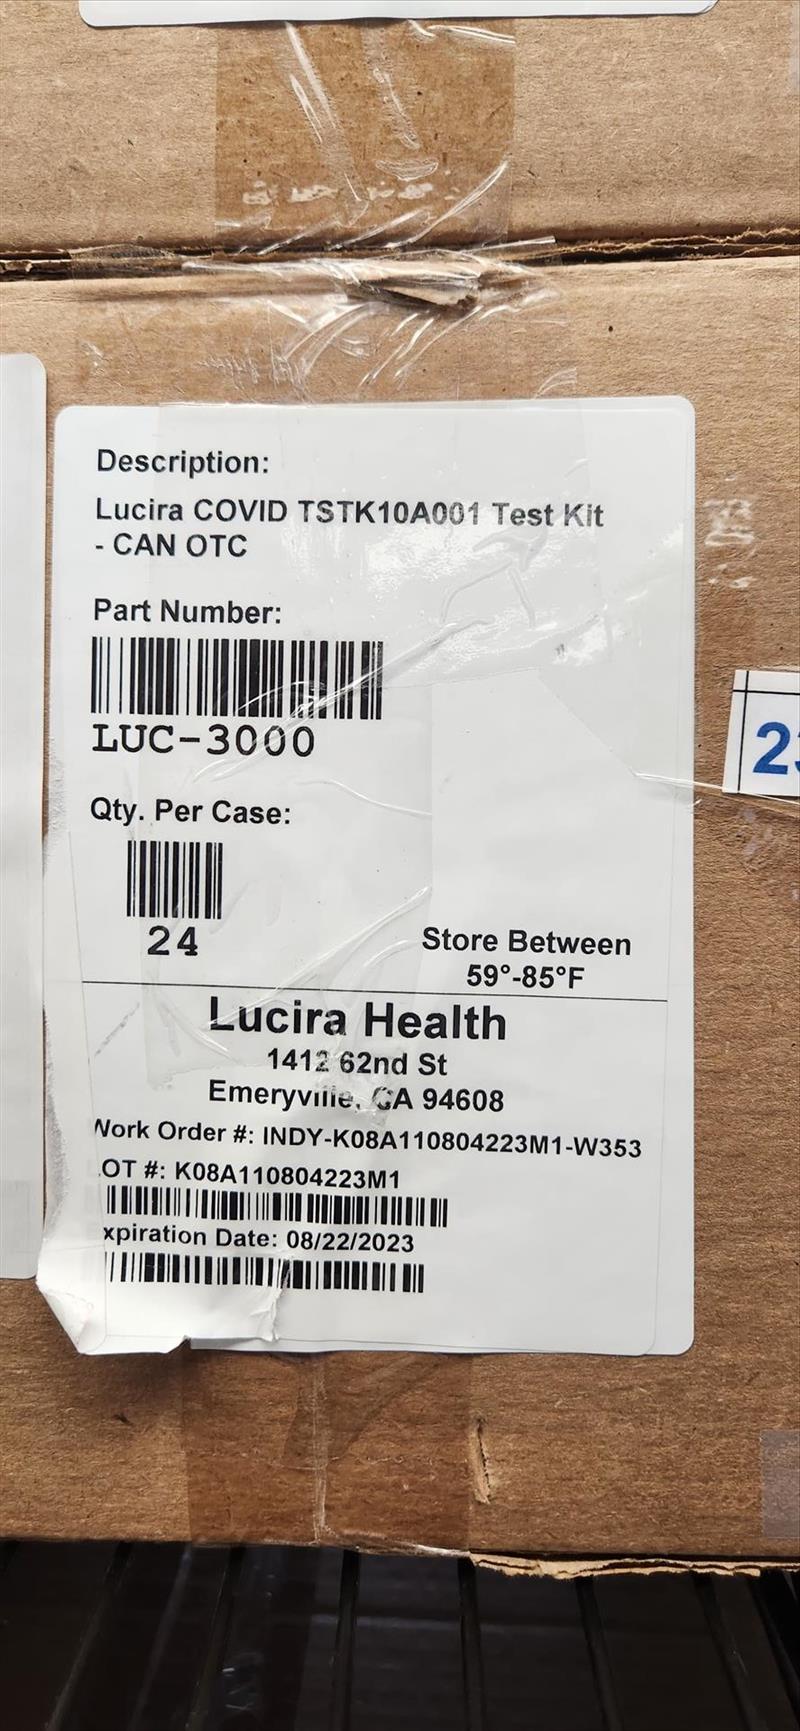 Description:
Lucira COVID TSTK10A001 Test Kit
- CAN OTC
Part Number:
LUC-3000
Qty. Per Case:
24
Store Between
59°-85°F
Lucira Health
1412 62nd St
Emeryville, CA 94608
Work Order #: INDY-K08A110804223M1-W353
OT #: K08A110804223M1
xpiration Date: 08/22/2023